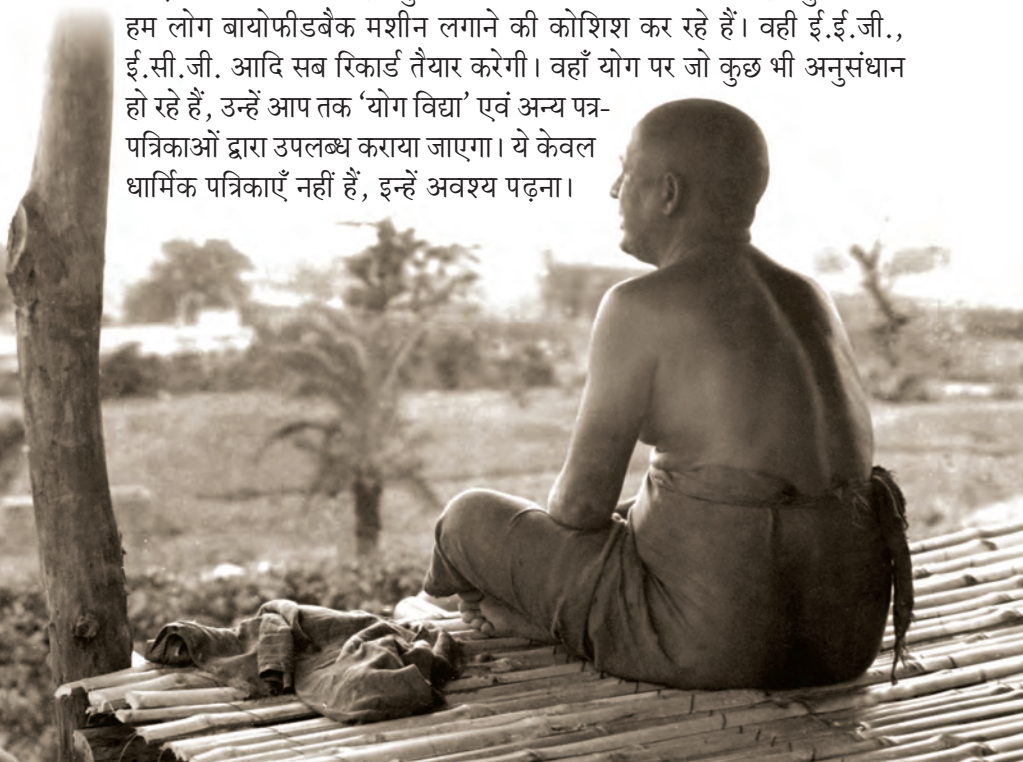 हम लोग बायोफीडबैक मशीन लगाने की कोशिश कर रहे हैं। वही ई.ई.जी.,
ई.सी.जी. आदि सब रिकार्ड तैयार करेगी। वहाँ योग पर जो कुछ भी अनुसंधान
हो रहे हैं, उन्हें आप तक ‘योग विद्या’ एवं अन्य पत्र-
पत्रिकाओं द्वारा उपलब्ध कराया जाएगा। ये केवल
धार्मिक पत्रिकाएँ नहीं हैं, इन्हें अवश्य पढ़ना।